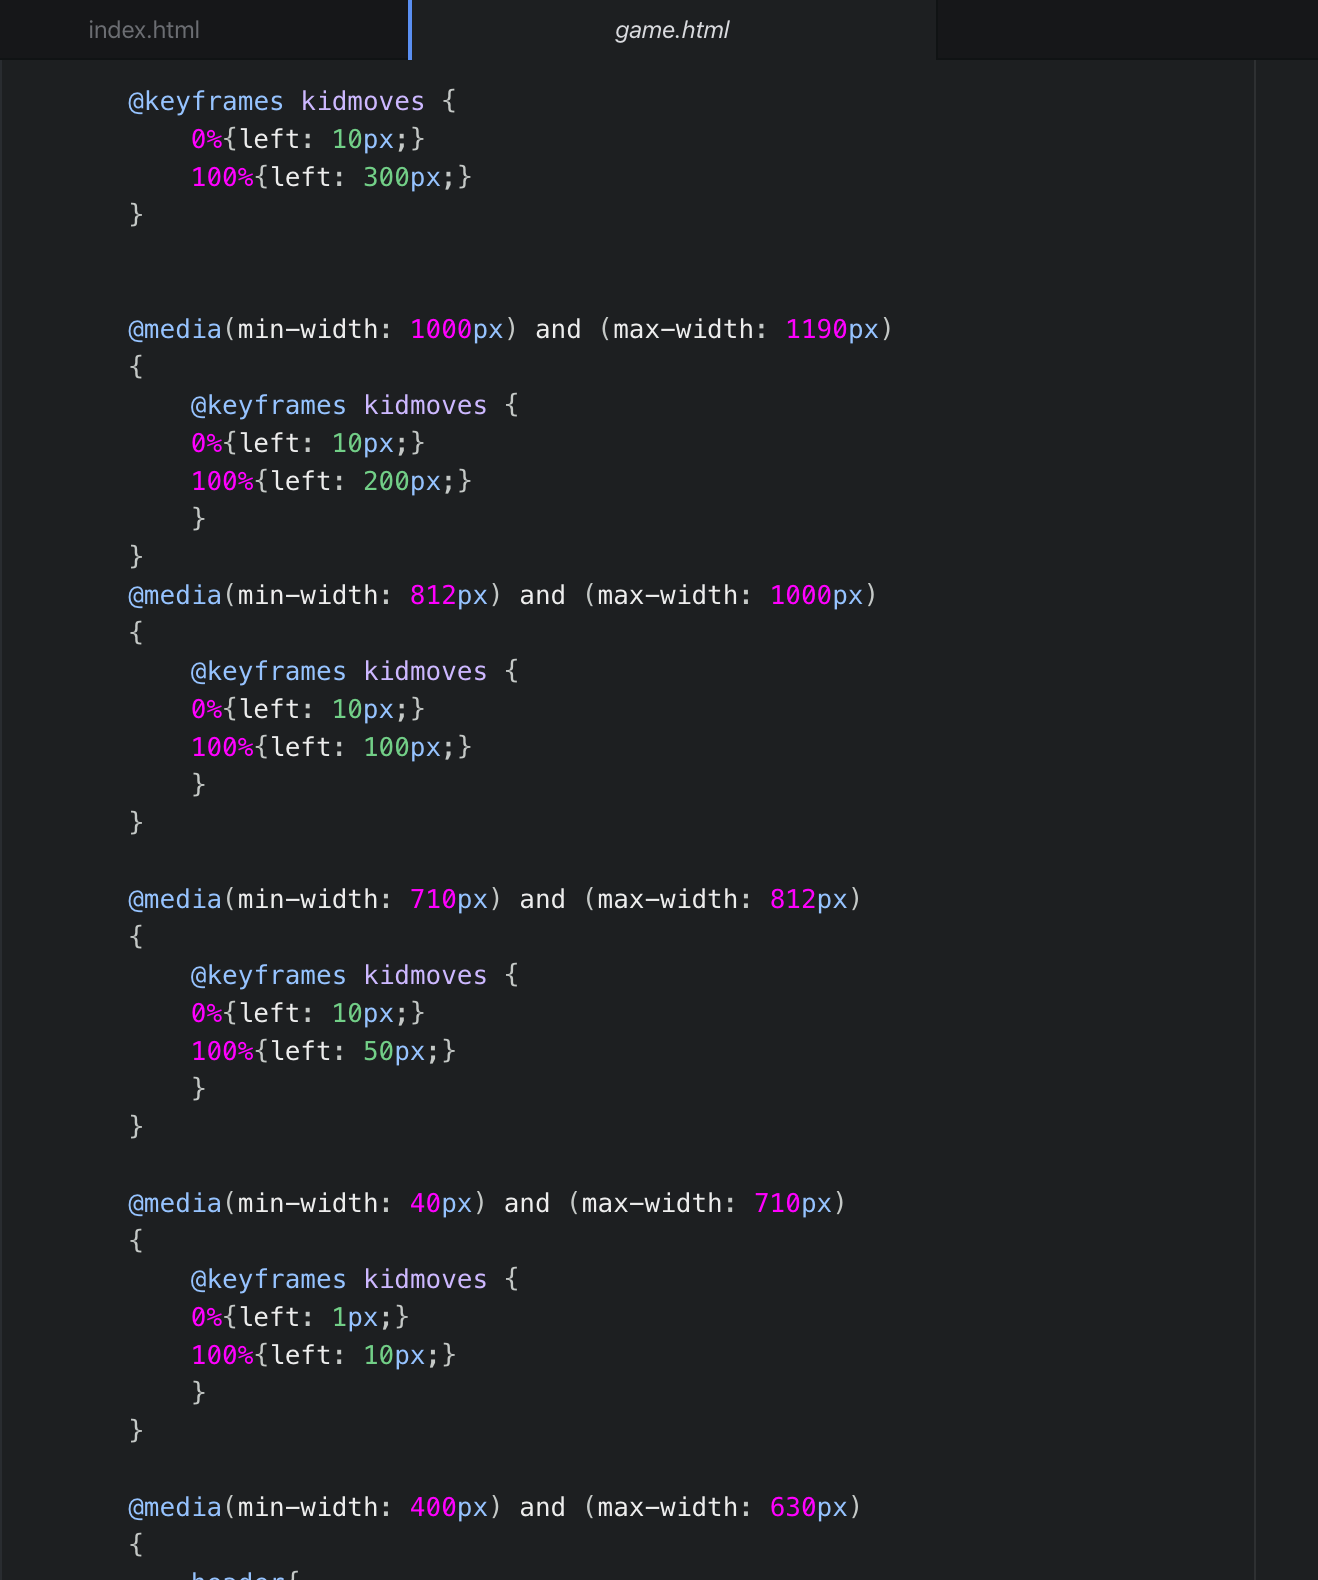 index.html
game.html
@keyframes kidmoves {
0%{left: 10px;}
100%{left: 300px;}
}
@media(min-width: 1000px) and (max-width: 1190px)
{
@keyframes kidmoves {
0%{left: 10px;}
100%{left: 200px;}
}
}
@media(min-width: 812px) and (max-width: 1000px)
{
@keyframes kidmoves {
0%{left: 10px;}
100%{left: 100px;}
}
}
@media(min-width: 710px) and (max-width: 812px)
{
@keyframes kidmoves {
0%{left: 10px;}
100%{left: 50px;}
}
}
@media(min-width: 40px) and (max-width: 710px)
{
@keyframes kidmoves {
0%{left: 1px;}
100%{left: 10px;}
}
}
@media(min-width: 400px) and (max-width: 630px)
{
header{